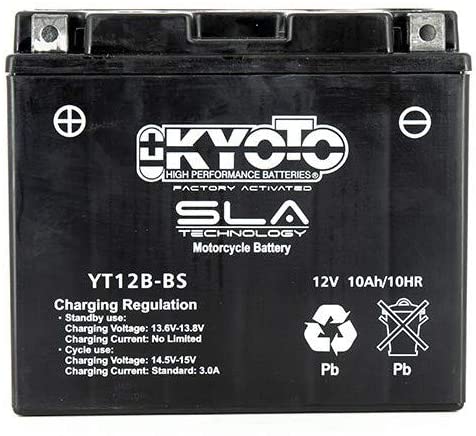 KYOTO
HIGH PERFORMANCE BATTERIES
FACTORY ACTIVATED
SLA
TECHNOLOGY
Motorcycle Battery
YT12B-BS
12V 10Ah/10HR
Charging Regulation
• Standby use:
Charging Voltage: 13.6V-13.8V
Charging Current: No Limited
• Cycle use:
Charging Voltage: 14.5V-15V
Charging Current: Standard: 3.0A
Pb Pb